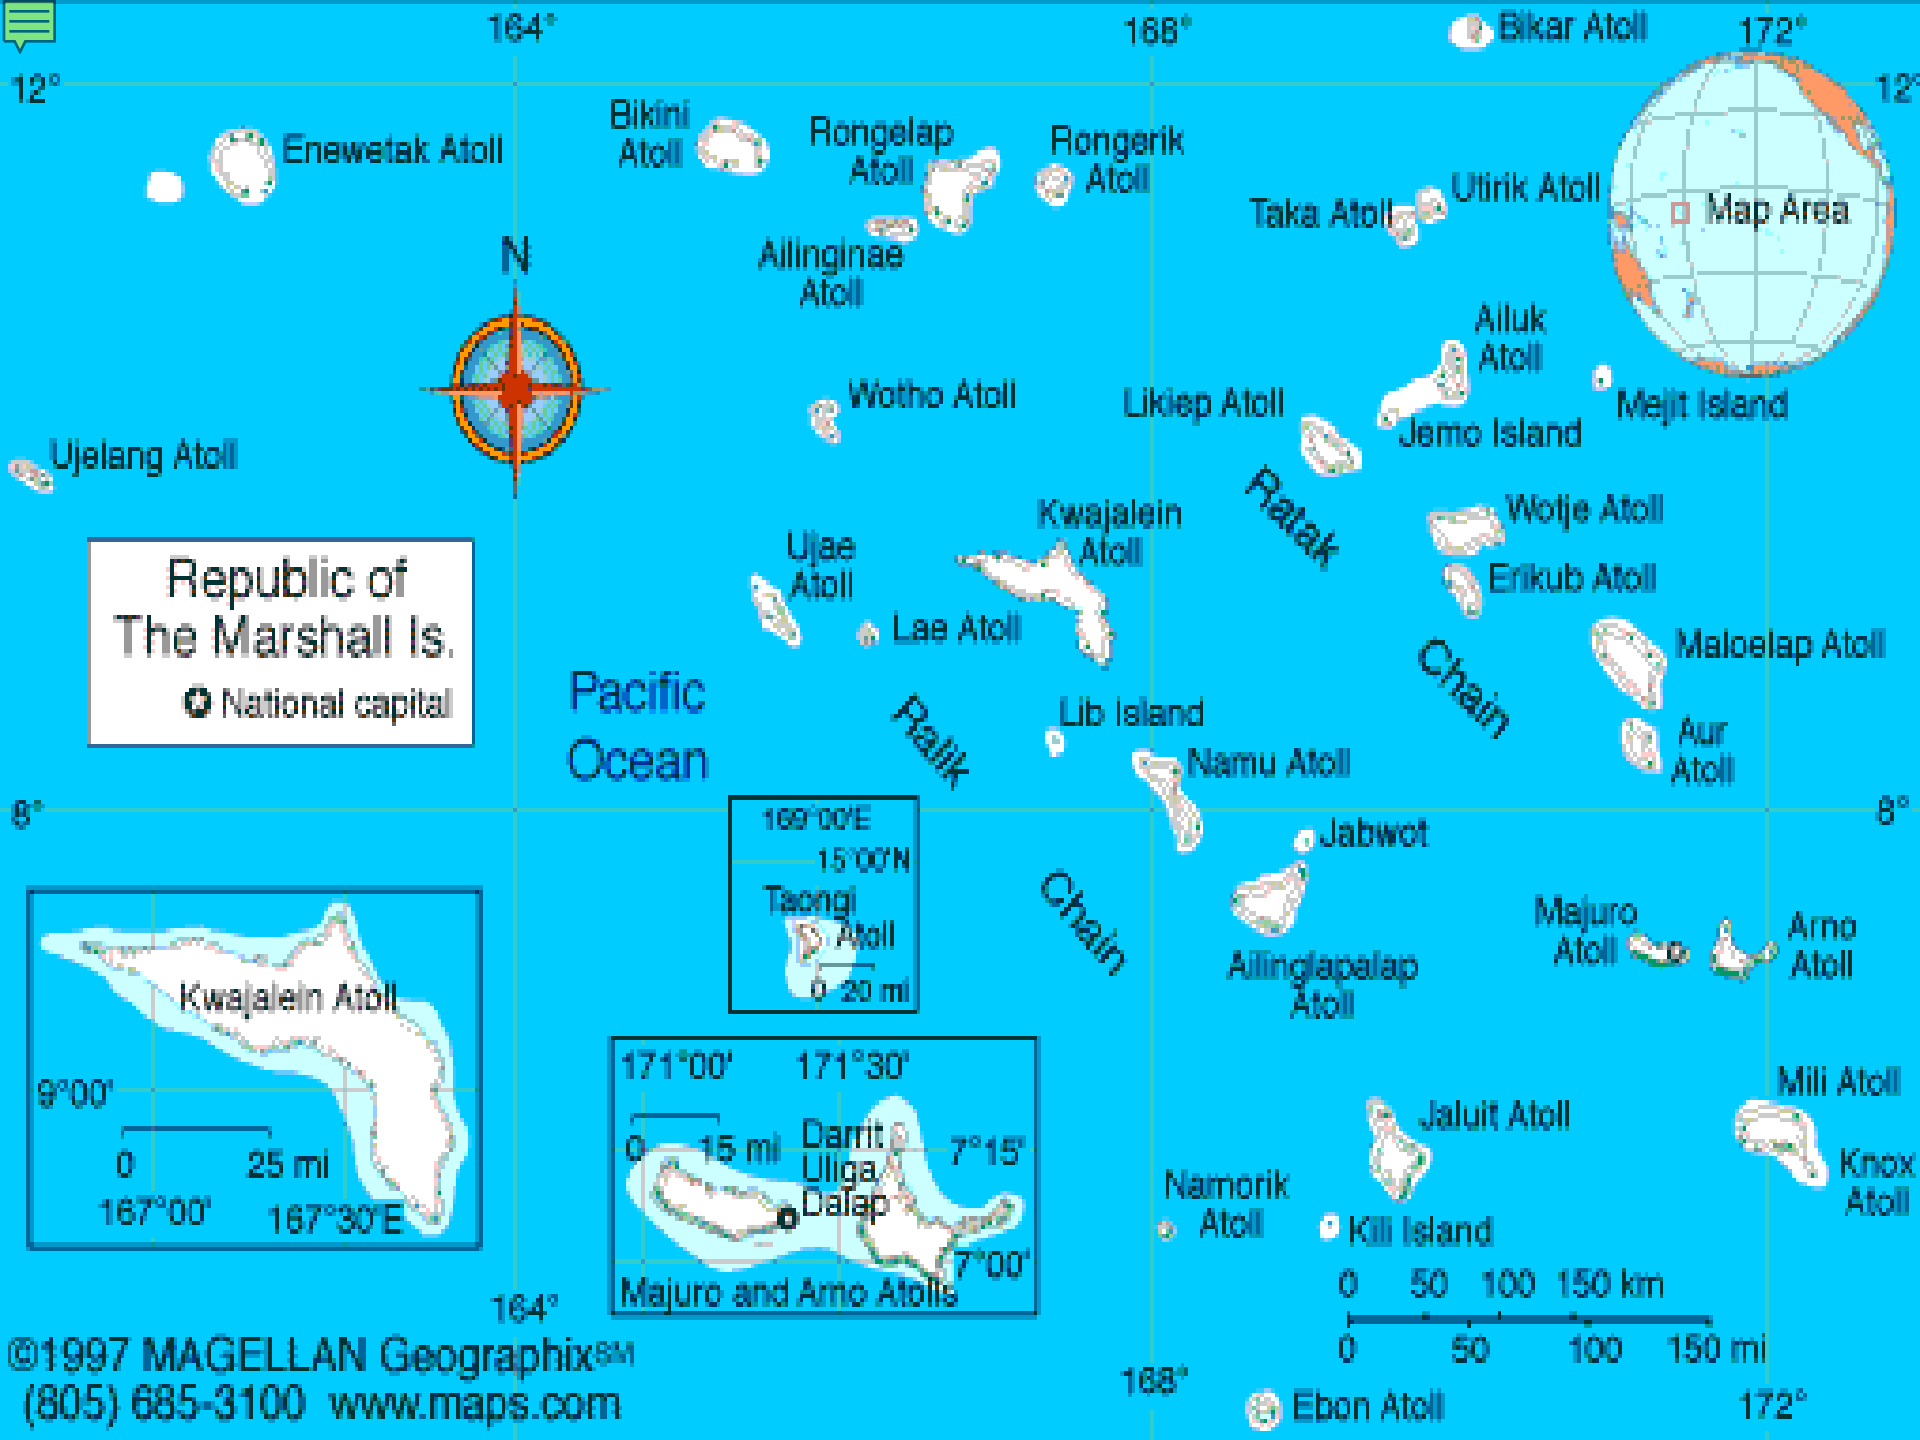 164°
168°
172°
Bikar Atoll
12°
12°
Enewetak Atoll
Bikini
Atoll
Rongelap
Atoll
Rongerik
Atoll
Utirik Atoll
Taka Atoll
Map Area
Ailinginae
Atoll
N
Ailuk
Atoll
Wotho Atoll
Likiep Atoll
Jemo Island
Mejit Island
Ujelang Atoll
Ratak
Chain
Kwajalein
Atoll
Wotje Atoll
Ujae
Atoll
Erikub Atoll
Republic of
The Marshall Is.
National capital
Lae Atoll
Maloelap Atoll
Pacific
Ocean
Ralik
Chain
Lib Island
Namu Atoll
Aur
Atoll
8°
8°
169°00'E
15°00'N
Taongi
Atoll
0 20 mi
Jabwot
Ailinglapalap
Atoll
Majuro
Atoll
Arno
Atoll
Kwajalein Atoll
9°00'
0 25 mi
167°00' 167°30'E
171°00' 171°30'
0 15 mi
Darrit
Uliga
Dalap
7°15'
7°00'
Majuro and Arno Atolls
Mili Atoll
Jaluit Atoll
Knox
Atoll
Namorik
Atoll
Kili Island
0 50 100 150 km
0 50 100 150 mi
164°
168°
172°
Ebon Atoll
©1997 MAGELLAN Geographix℠
(805) 685-3100 www.maps.com